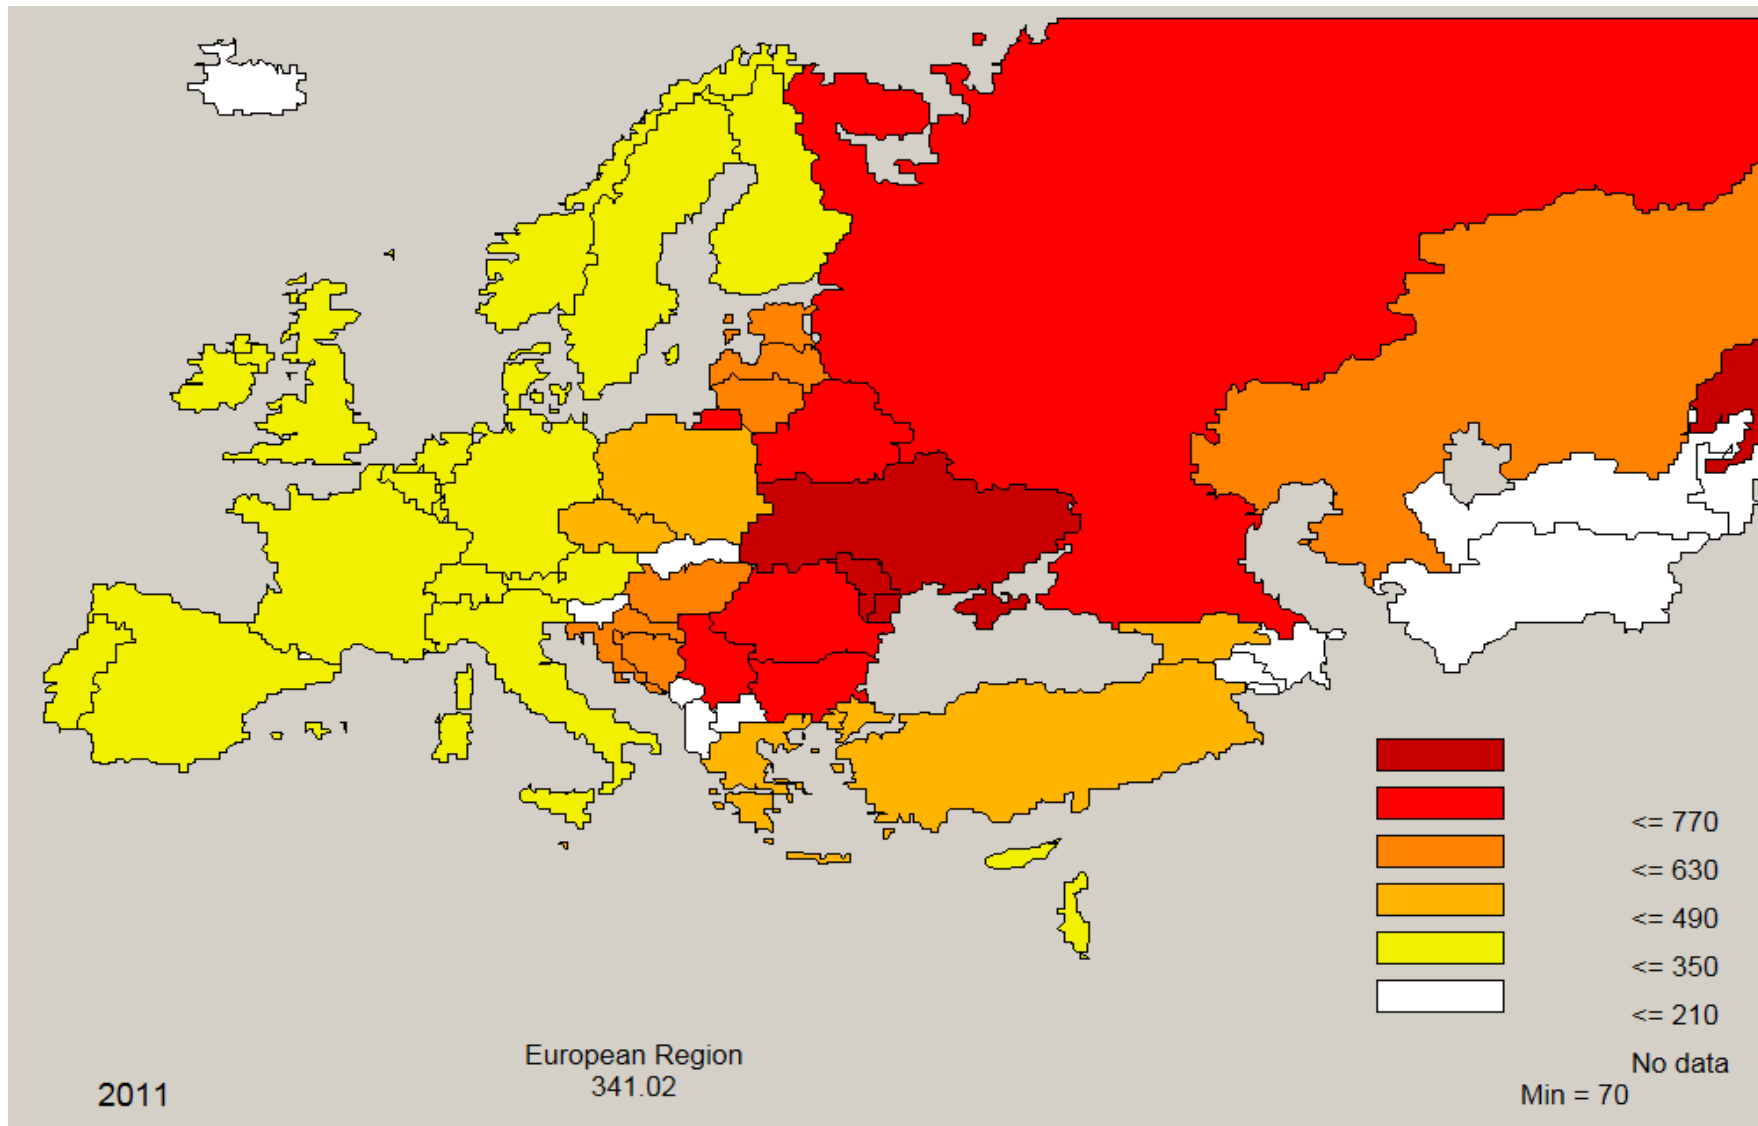 <= 770
<= 630
<= 490
<= 350
<= 210
No data
European Region
341.02
2011
Min = 70